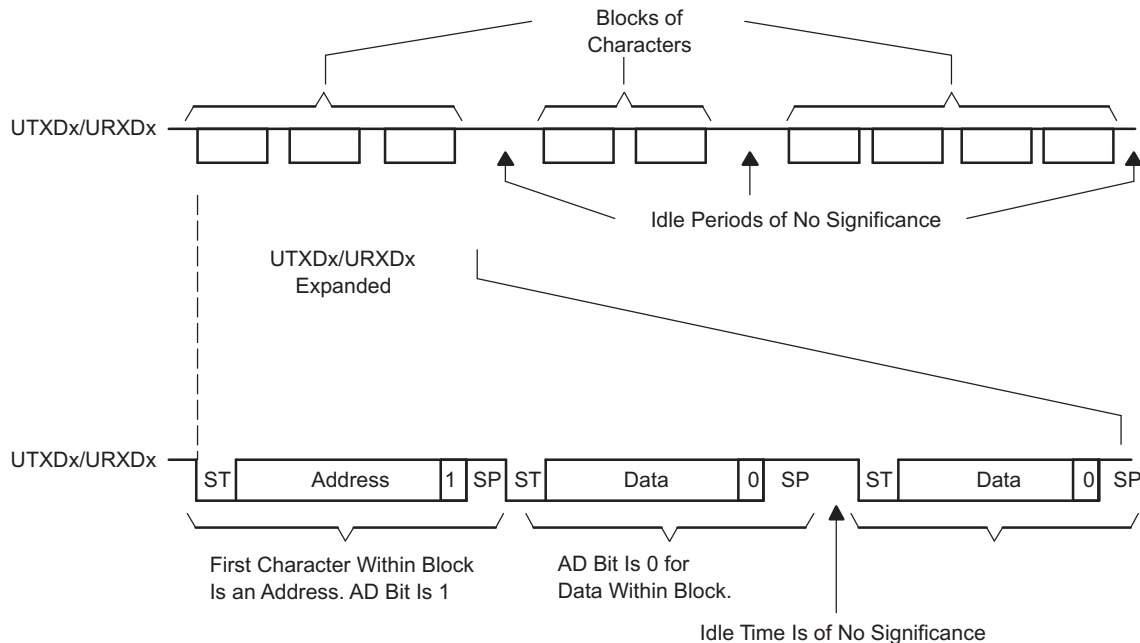 Blocks of
Characters
UTXDx/URXDx
Idle Periods of No Significance
UTXDx/URXDx
Expanded
UTXDx/URXDx
ST Address 1 SP ST Data 0 SP ST Data 0 SP
First Character Within Block
Is an Address. AD Bit Is 1
AD Bit Is 0 for
Data Within Block.
Idle Time Is of No Significance